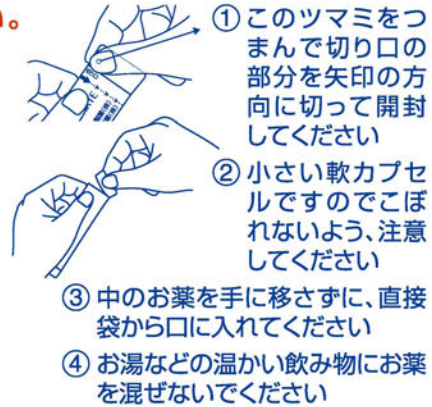 い。
① このツマミをつ
まんで切り口の
部分を矢印の方
向に切って開封
してください
② 小さい軟カプセ
ルですのでこぼ
れないよう、注意
してください
③ 中のお薬を手に移さずに、直接
袋から口に入れてください
④ お湯などの温かい飲み物にお薬
を混ぜないでください